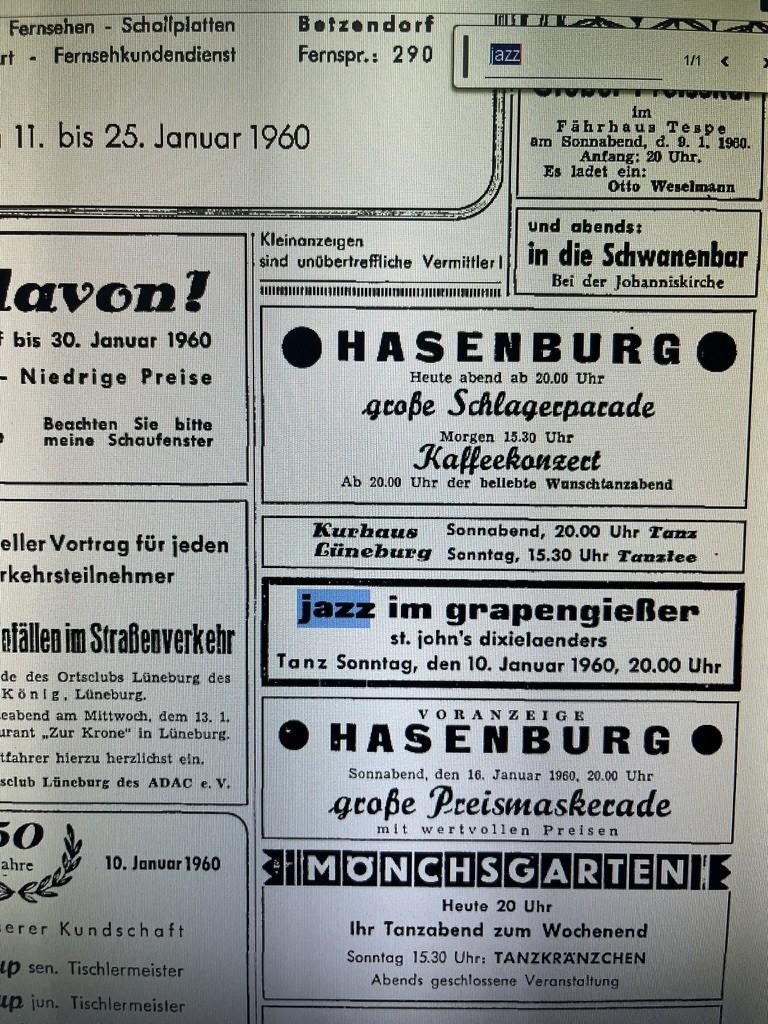 Fernsehen - Schallplatten
Fernsehkundendienst
Betzendorf
Fernspr.: 290
11. bis 25. Januar 1960
jazz
1/1
im
Fährhaus Tespe
am Sonnabend, d. 9. 1. 1960.
Anfang: 20 Uhr.
Es ladet ein:
Otto Weselmann
und abends:
in die Schwanenbar
Bei der Johanniskirche
Kleinanzeigen
sind unübertreffliche Vermittler!
bis 30. Januar 1960
- Niedrige Preise
Beachten Sie bitte
meine Schaufenster
HASENBURG
Heute abend ab 20.00 Uhr
große Schlagerparade
Morgen 15.30 Uhr
Kaffeekonzert
Ab 20.00 Uhr der beliebte Wunschtanzabend
Kurhaus Lüneburg
Sonnabend, 20.00 Uhr Tanz
Sonntag, 15.30 Uhr Tanztee
eller Vortrag für jeden
rkehrsteilnehmer
nfällen im Straßenverkehr
de des Ortsclubs Lüneburg des
König, Lüneburg.
eabend am Mittwoch, dem 13. 1.
urant „Zur Krone" in Lüneburg.
tfahrer hierzu herzlichst ein.
sclub Lüneburg des ADAC e. V.
jazz im grapengießer
st. john's dixielaenders
Tanz Sonntag, den 10. Januar 1960, 20.00 Uhr
VORANZEIGE
HASENBURG
Sonnabend, den 16. Januar 1960, 20.00 Uhr
große Preismaskerade
mit wertvollen Preisen
50
ahre
10. Januar 1960
erer Kundschaft
up sen. Tischlermeister
up jun. Tischlermeister
MÖNCHSGARTEN
Heute 20 Uhr
Ihr Tanzabend zum Wochenend
Sonntag 15.30 Uhr: TANZKRÄNZCHEN
Abends geschlossene Veranstaltung